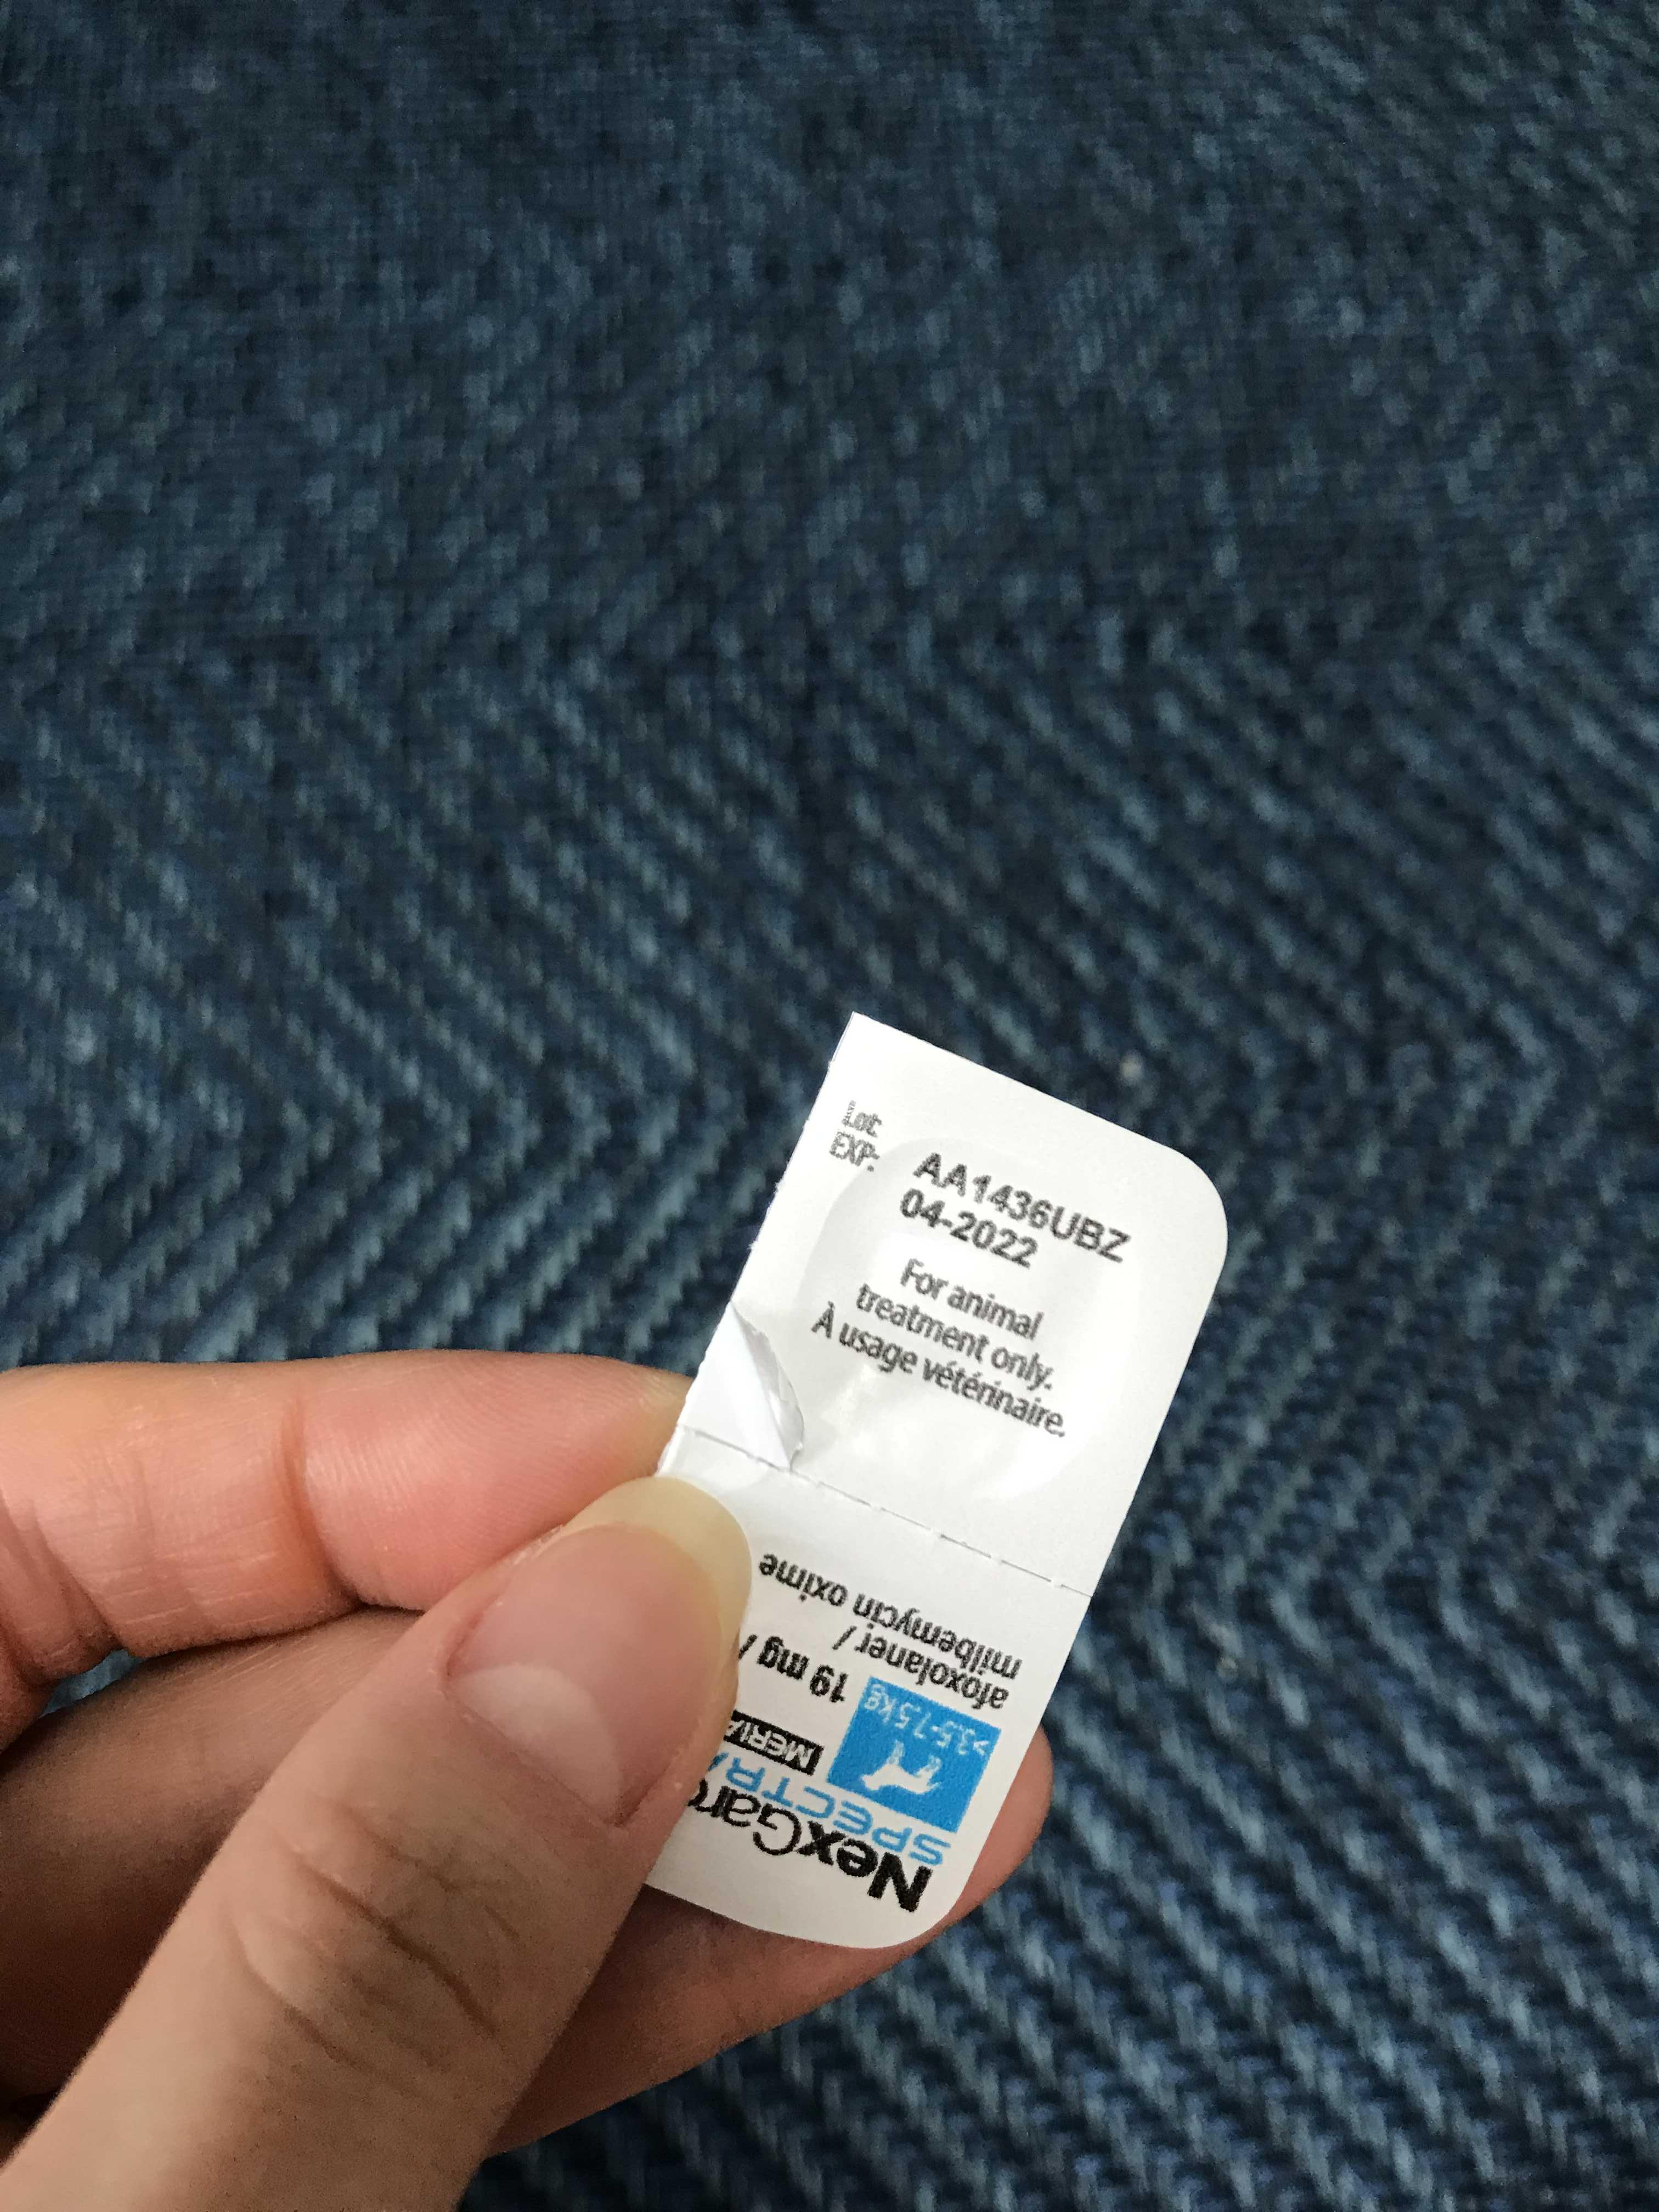 Lot:
EXP:
AA1436UBZ
04-2022
For animal
treatment only.
À usage vétérinaire.
NexGard
SPECTRA
>3.5-7.5 kg
19 mg /
afoxolaner /
milbemycin oxime